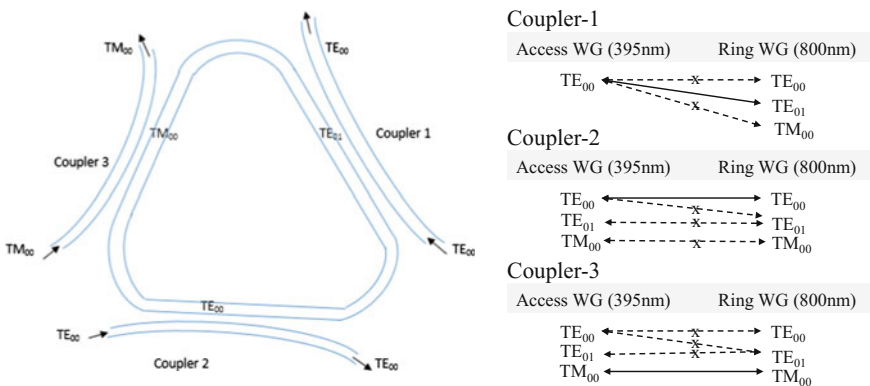 TM₀₀
TE₀₀
TM₀₀
TE₀₁
Coupler 1
Coupler 3
TM₀₀
TE₀₀
TE₀₀
TE₀₀
Coupler 2
TE₀₀
Coupler-1
Access WG (395nm) Ring WG (800nm)
TE₀₀ x TE₀₀
x TE₀₁
TM₀₀
Coupler-2
Access WG (395nm) Ring WG (800nm)
TE₀₀ TE₀₀
x
TE₀₁ x TE₀₁
TM₀₀ x TM₀₀
Coupler-3
Access WG (395nm) Ring WG (800nm)
TE₀₀ x TE₀₀
x
TE₀₁ x TE₀₁
TM₀₀ TM₀₀